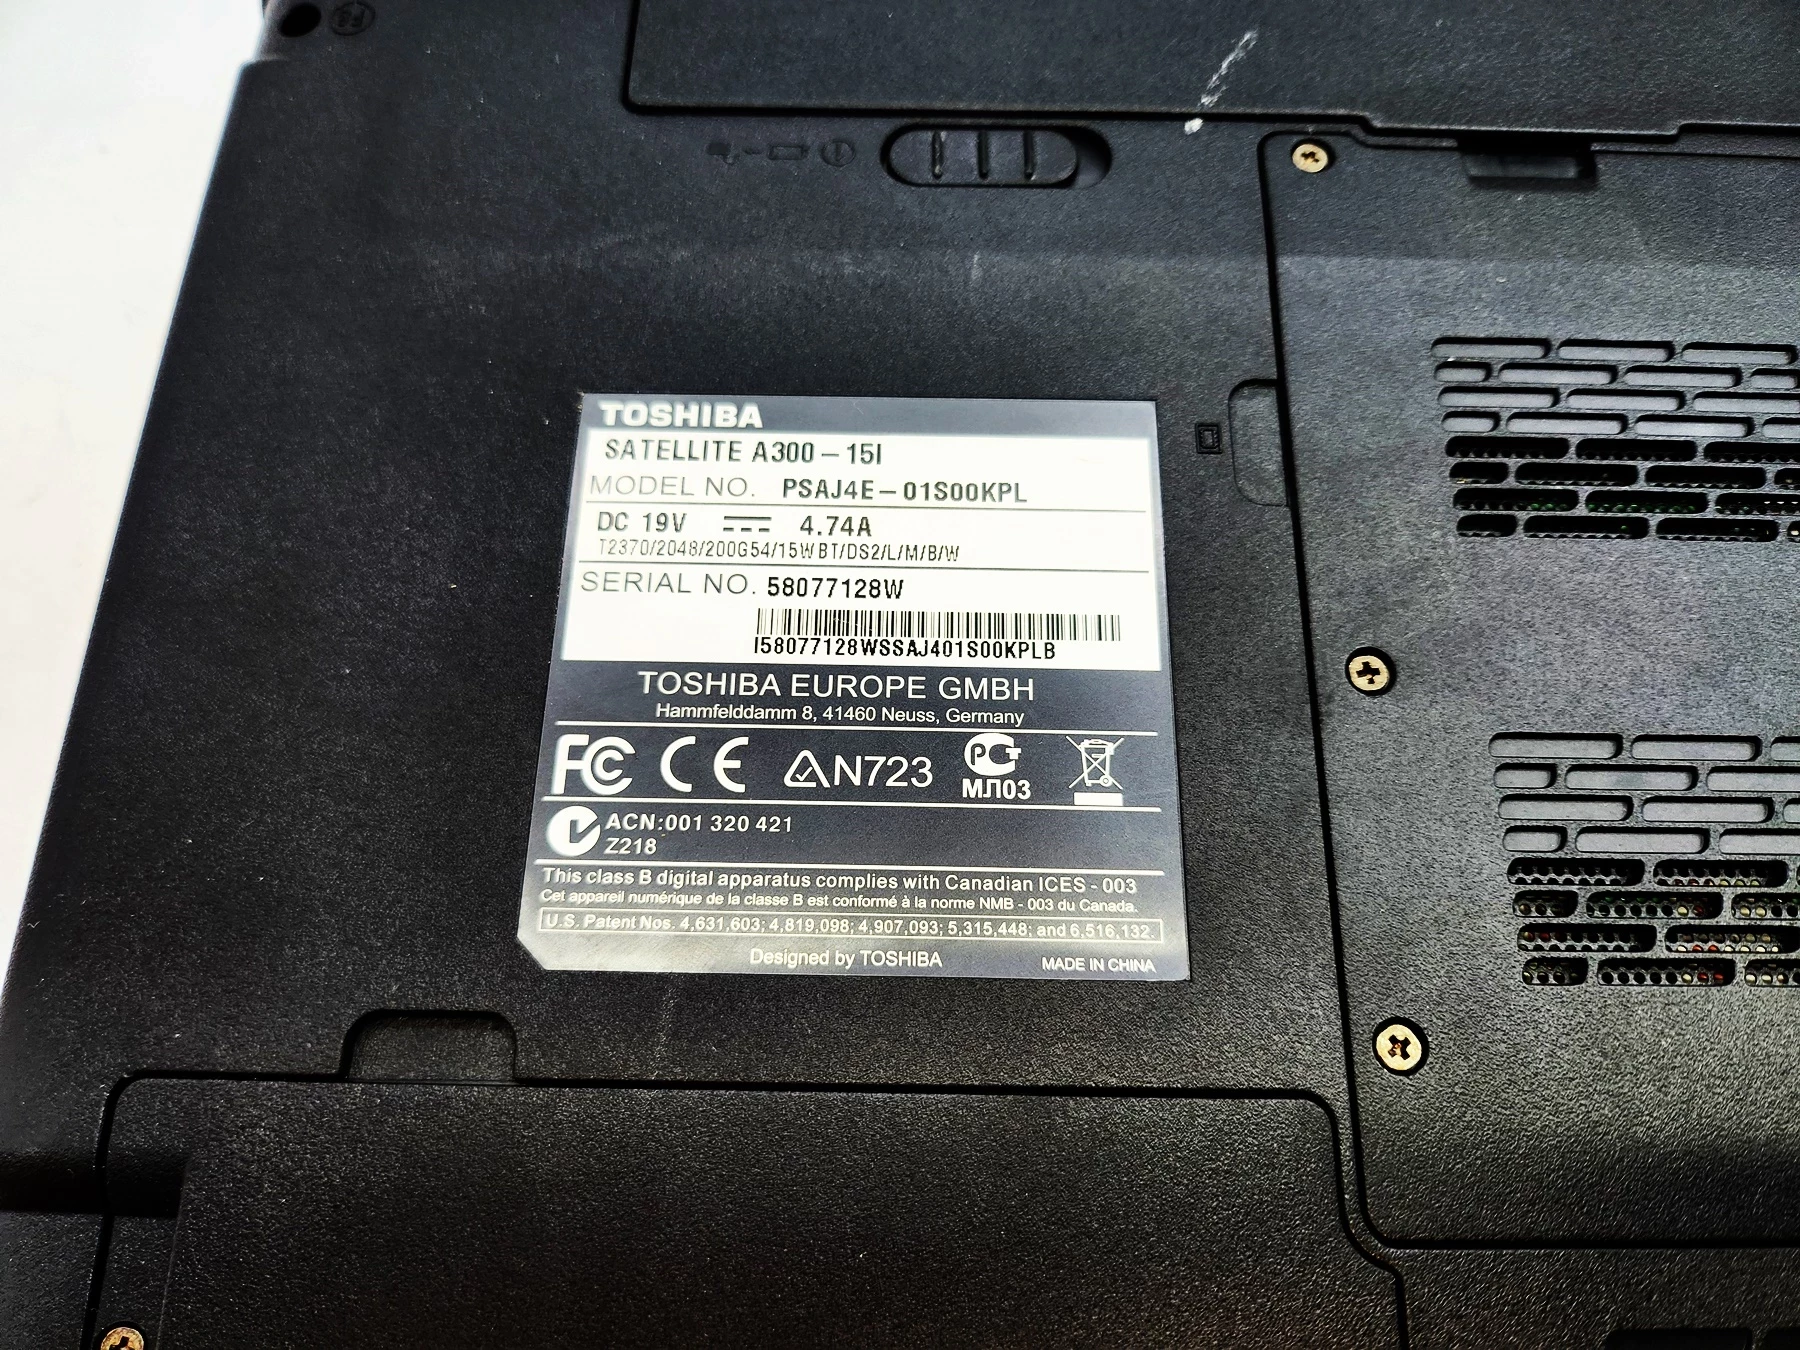 TOSHIBA
SATELLITE A300 – 15I
MODEL NO. PSAJ4E – 01S00KPL
DC 19V 4.74A
T2370/2048/200G54/15W BT/DS2/L/M/B/W
SERIAL NO. 58077128W
I58077128WSSAJ401S00KPLB
TOSHIBA EUROPE GMBH
Hammfelddamm 8, 41460 Neuss, Germany
FC CE N723 РСТ
МЛ03
ACN:001 320 421
Z218
This class B digital apparatus complies with Canadian ICES - 003
Cet appareil numérique de la classe B est conformé à la norme NMB - 003 du Canada.
U.S. Patent Nos. 4,631,603; 4,819,098; 4,907,093; 5,315,448; and 6,516,132.
Designed by TOSHIBA MADE IN CHINA